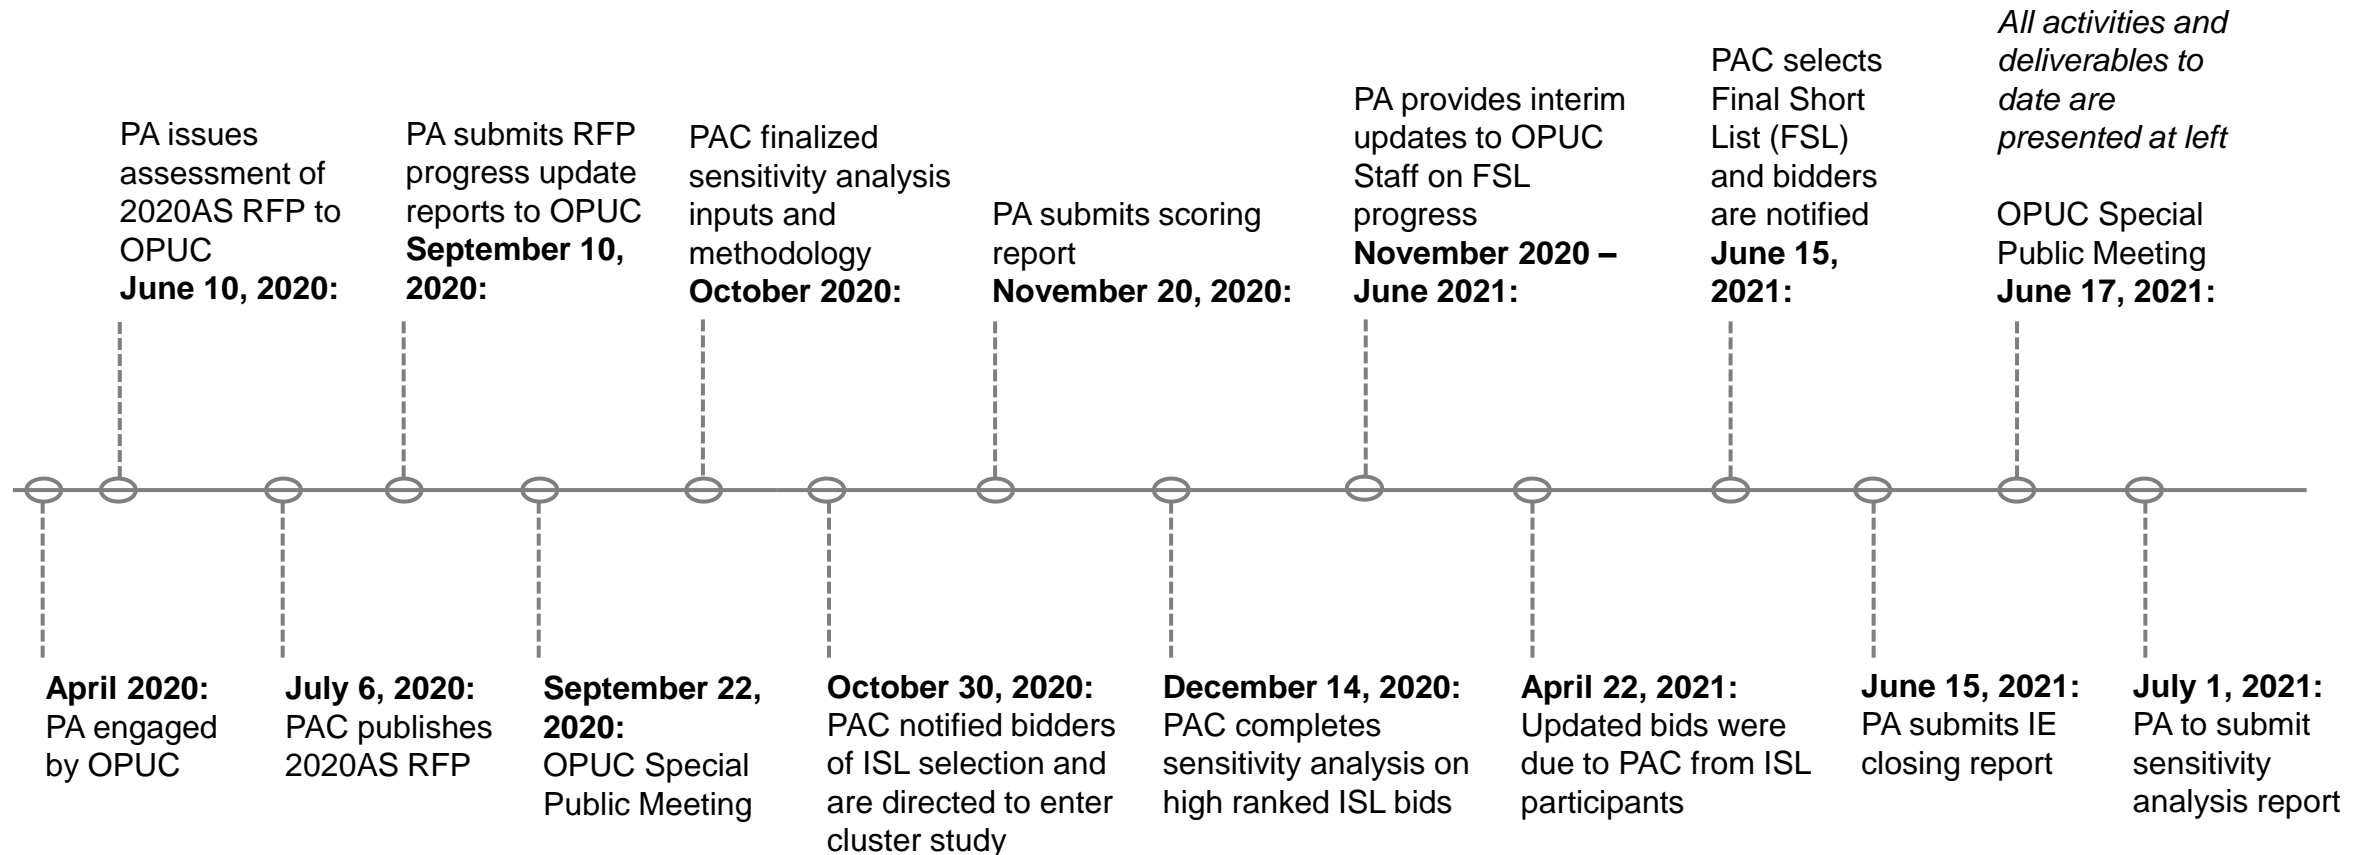 PA issues
assessment of
2020AS RFP to
OPUC
June 10, 2020:
PA submits RFP
progress update
reports to OPUC
September 10,
2020:
PAC finalized
sensitivity analysis
inputs and
methodology
October 2020:
PA submits scoring
report
November 20, 2020:
PA provides interim
updates to OPUC
Staff on FSL
progress
November 2020 –
June 2021:
PAC selects
Final Short
List (FSL)
and bidders
are notified
June 15,
2021:
All activities and
deliverables to
date are
presented at left
OPUC Special
Public Meeting
June 17, 2021:
April 2020:
PA engaged
by OPUC
July 6, 2020:
PAC publishes
2020AS RFP
September 22,
2020:
OPUC Special
Public Meeting
October 30, 2020:
PAC notified bidders
of ISL selection and
are directed to enter
cluster study
December 14, 2020:
PAC completes
sensitivity analysis on
high ranked ISL bids
April 22, 2021:
Updated bids were
due to PAC from ISL
participants
June 15, 2021:
PA submits IE
closing report
July 1, 2021:
PA to submit
sensitivity
analysis report